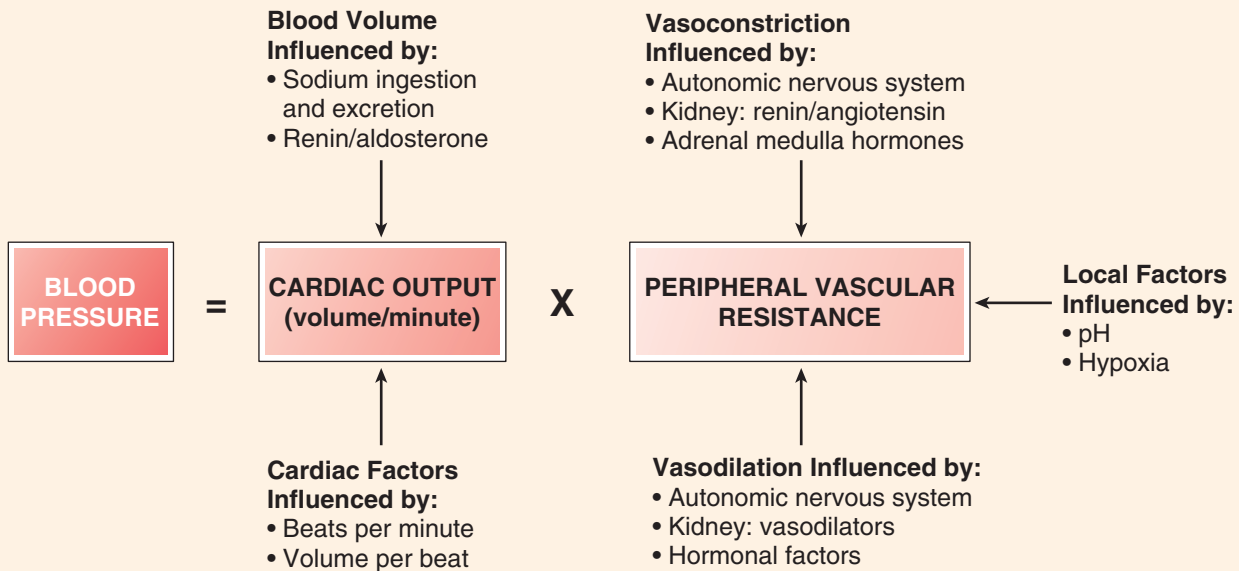 Blood Volume
Influenced by:
• Sodium ingestion
and excretion
• Renin/aldosterone
Vasoconstriction
Influenced by:
• Autonomic nervous system
• Kidney: renin/angiotensin
• Adrenal medulla hormones
BLOOD
PRESSURE
=
CARDIAC OUTPUT
(volume/minute)
X
PERIPHERAL VASCULAR
RESISTANCE
Local Factors
Influenced by:
• pH
• Hypoxia
Cardiac Factors
Influenced by:
• Beats per minute
• Volume per beat
Vasodilation Influenced by:
• Autonomic nervous system
• Kidney: vasodilators
• Hormonal factors